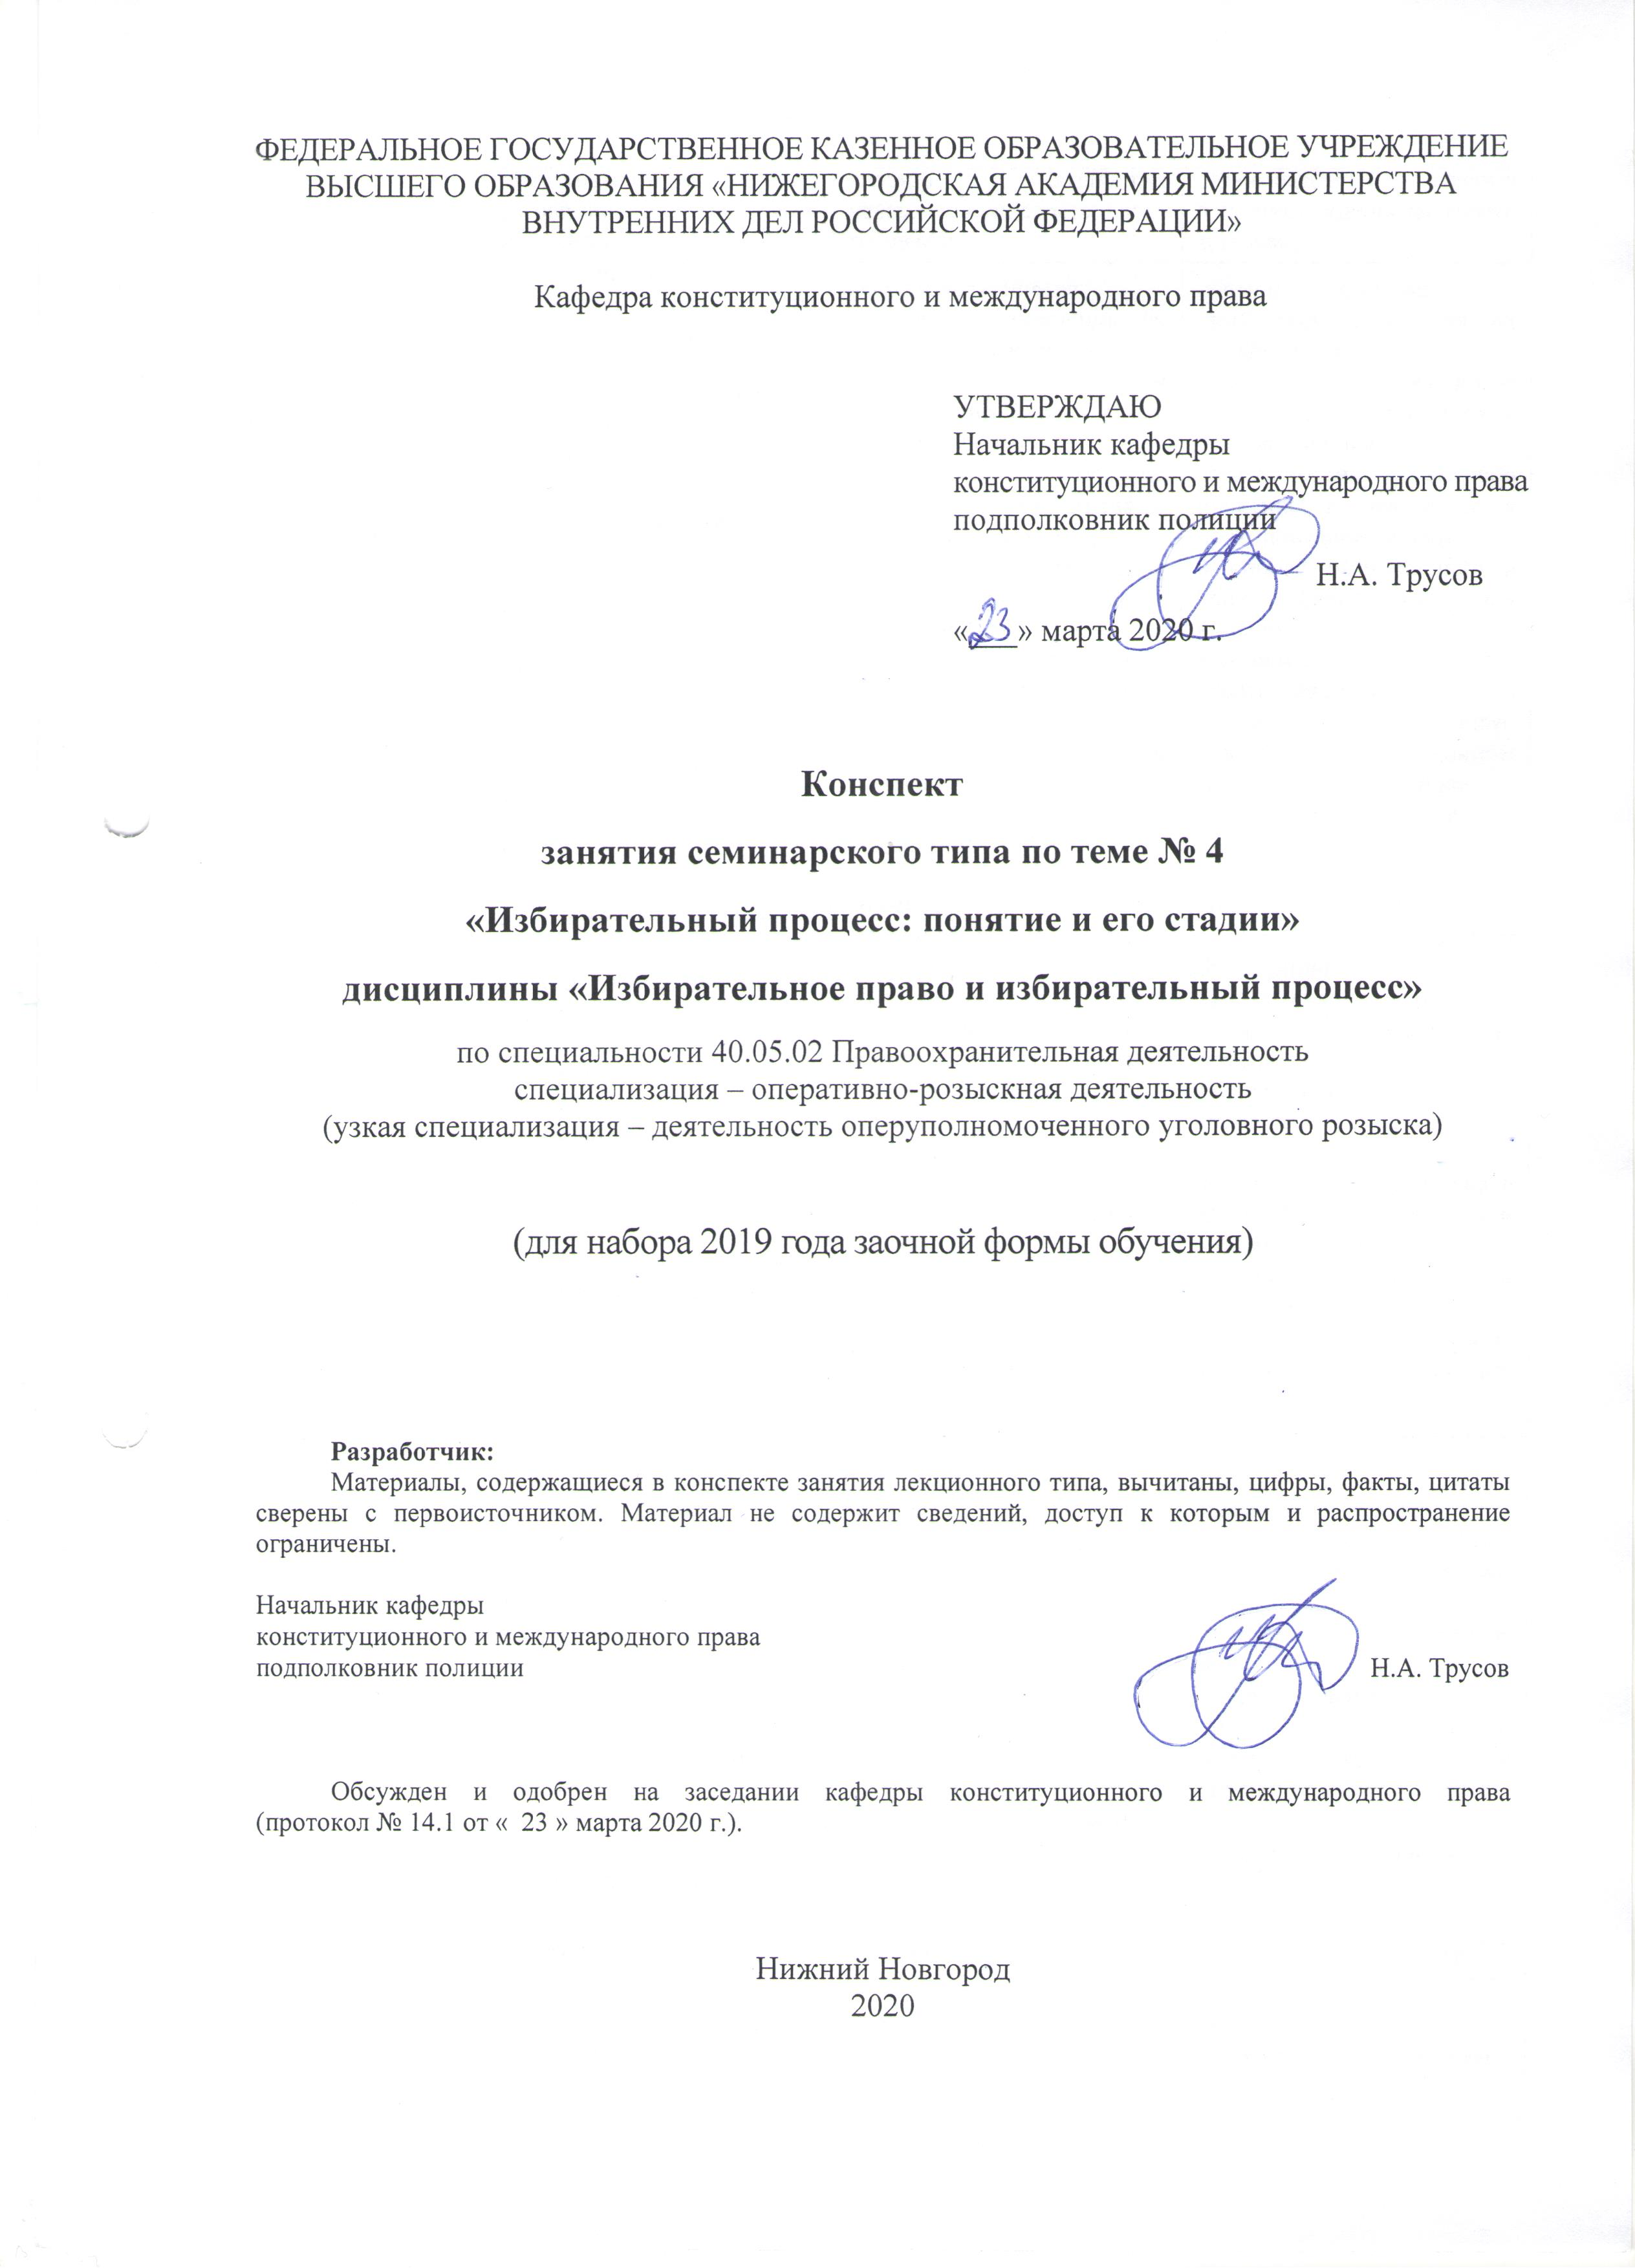 ФЕДЕРАЛЬНОЕ ГОСУДАРСТВЕННОЕ КАЗЕННОЕ ОБРАЗОВАТЕЛЬНОЕ УЧРЕЖДЕНИЕ
ВЫСШЕГО ОБРАЗОВАНИЯ «НИЖЕГОРОДСКАЯ АКАДЕМИЯ МИНИСТЕРСТВА
ВНУТРЕННИХ ДЕЛ РОССИЙСКОЙ ФЕДЕРАЦИИ»
Кафедра конституционного и международного права
УТВЕРЖДАЮ
Начальник кафедры
конституционного и международного права
подполковник полиции
Н.А. Трусов
«23» марта 2020 г.
Конспект
занятия семинарского типа по теме № 4
«Избирательный процесс: понятие и его стадии»
дисциплины «Избирательное право и избирательный процесс»
по специальности 40.05.02 Правоохранительная деятельность
специализация – оперативно-розыскная деятельность
(узкая специализация – деятельность оперуполномоченного уголовного розыска)
(для набора 2019 года заочной формы обучения)
Разработчик:
Материалы, содержащиеся в конспекте занятия лекционного типа, вычитаны, цифры, факты, цитаты
сверены с первоисточником. Материал не содержит сведений, доступ к которым и распространение
ограничены.
Начальник кафедры
конституционного и международного права
подполковник полиции
Н.А. Трусов
Обсужден и одобрен на заседании кафедры конституционного и международного права
(протокол № 14.1 от « 23 » марта 2020 г.).
Нижний Новгород
2020